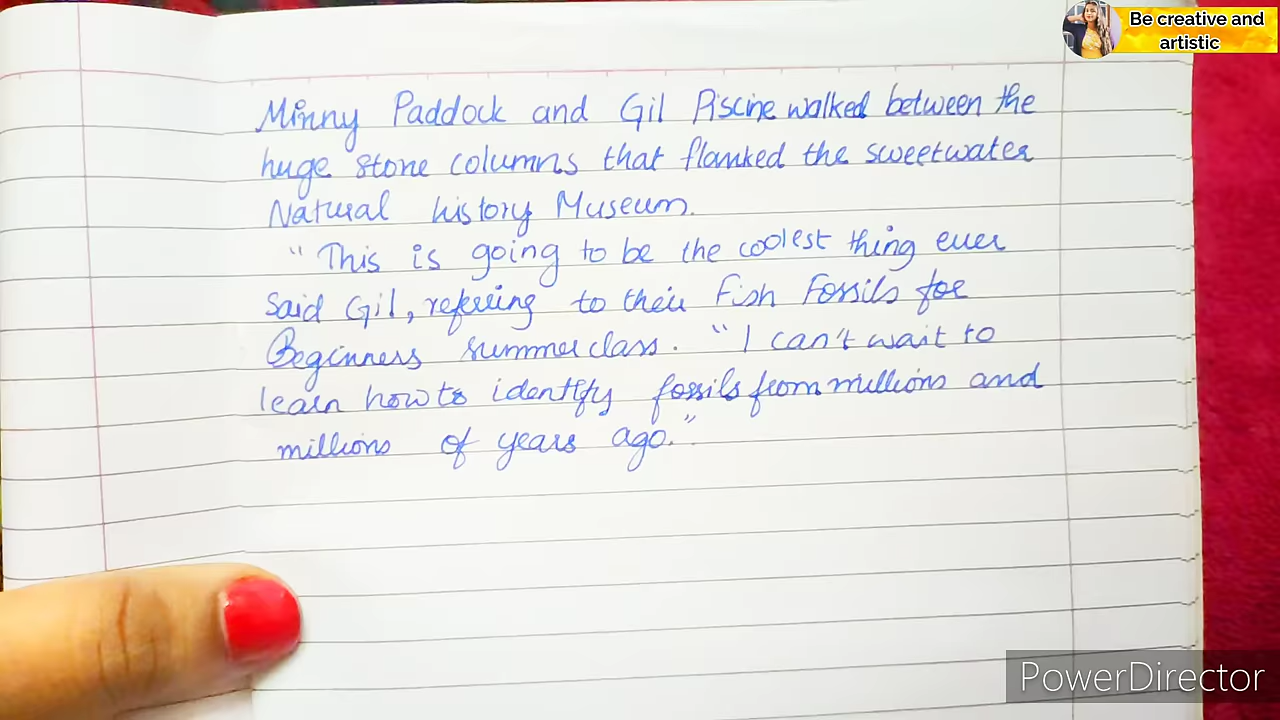 Be creative and
artistic
Minny Paddock and Gil Piscine walked between the
huge stone columns that flanked the sweetwater
Natural history Museum.
"This is going to be the coolest thing ever
said Gil, referring to their Fish Fossils for
Beginners summer class. "I can't wait to
learn how to identify fossils from millions and
millions of years ago."
PowerDirector